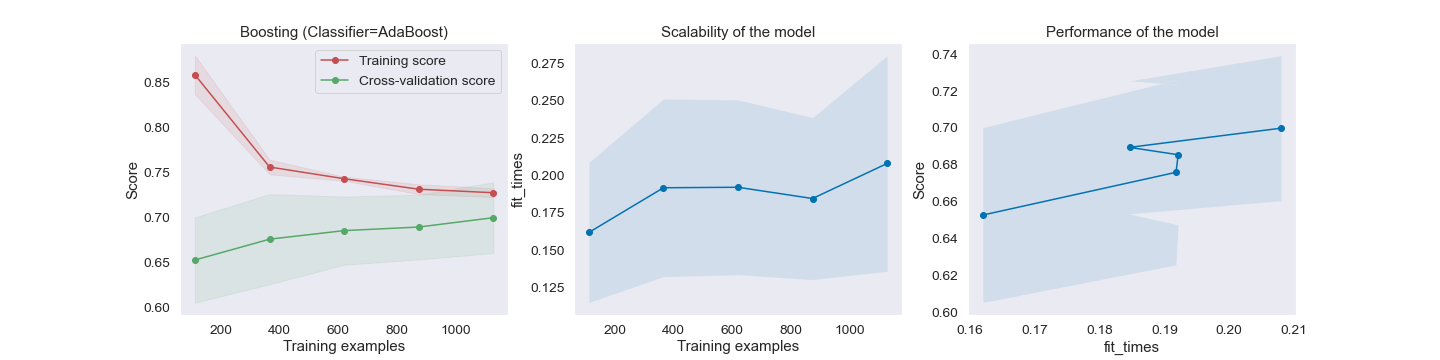 Boosting (Classifier=AdaBoost)
Training score
Cross-validation score
Score
0.85
0.80
0.75
0.70
0.65
0.60
200 400 600 800 1000
Training examples
Scalability of the model
fit_times
0.275
0.250
0.225
0.200
0.175
0.150
0.125
200 400 600 800 1000
Training examples
Performance of the model
Score
0.74
0.72
0.70
0.68
0.66
0.64
0.62
0.60
0.16 0.17 0.18 0.19 0.20 0.21
fit_times